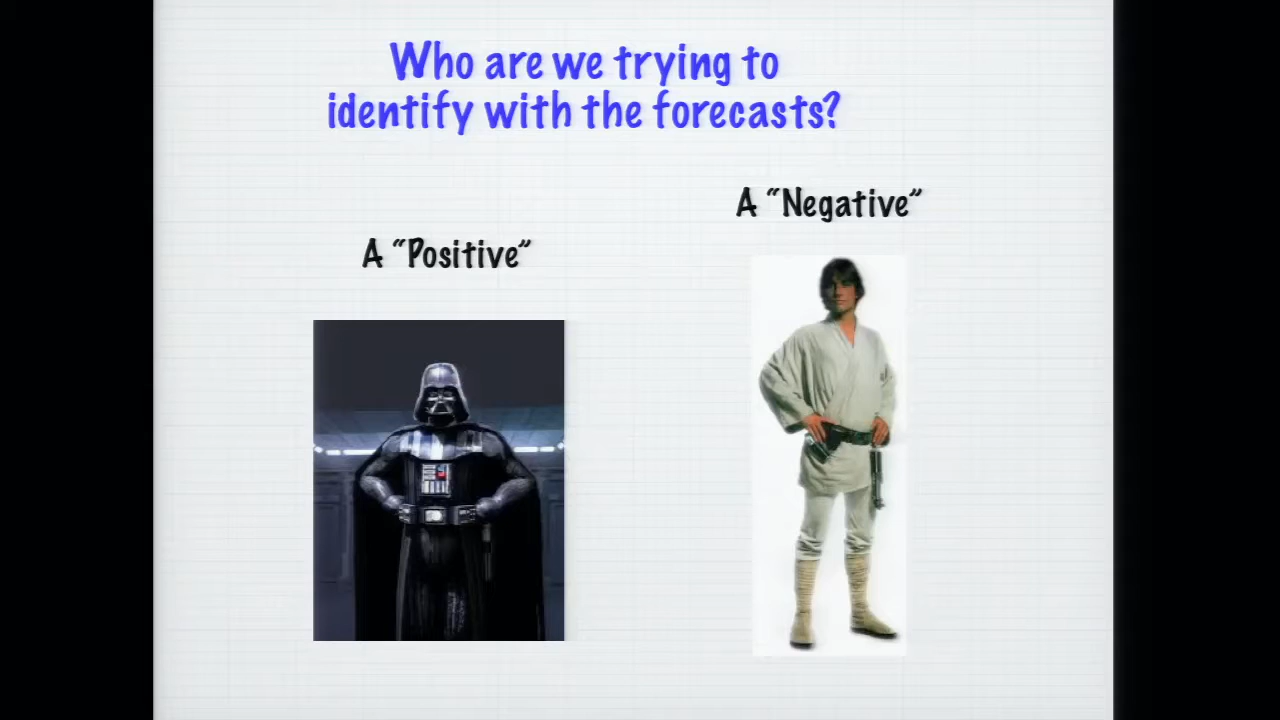 Who are we trying to
identify with the forecasts?
A “Negative”
A “Positive”